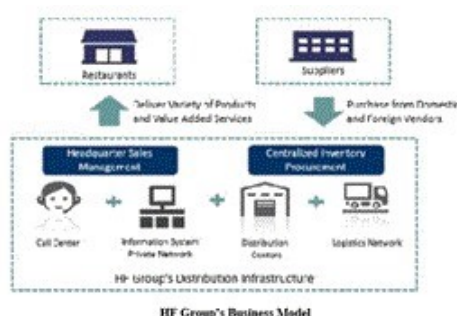 Restaurants
Suppliers
Deliver Variety of Products
and Value Added Services
Purchase from Domestic
and Foreign Vendors
Headquarter Sales
Management
Centralized Inventory
Procurement
Call Center
Information System
Private Network
Distribution
Centers
Logistics Network
HF Group's Distribution Infrastructure
HF Group's Business Model